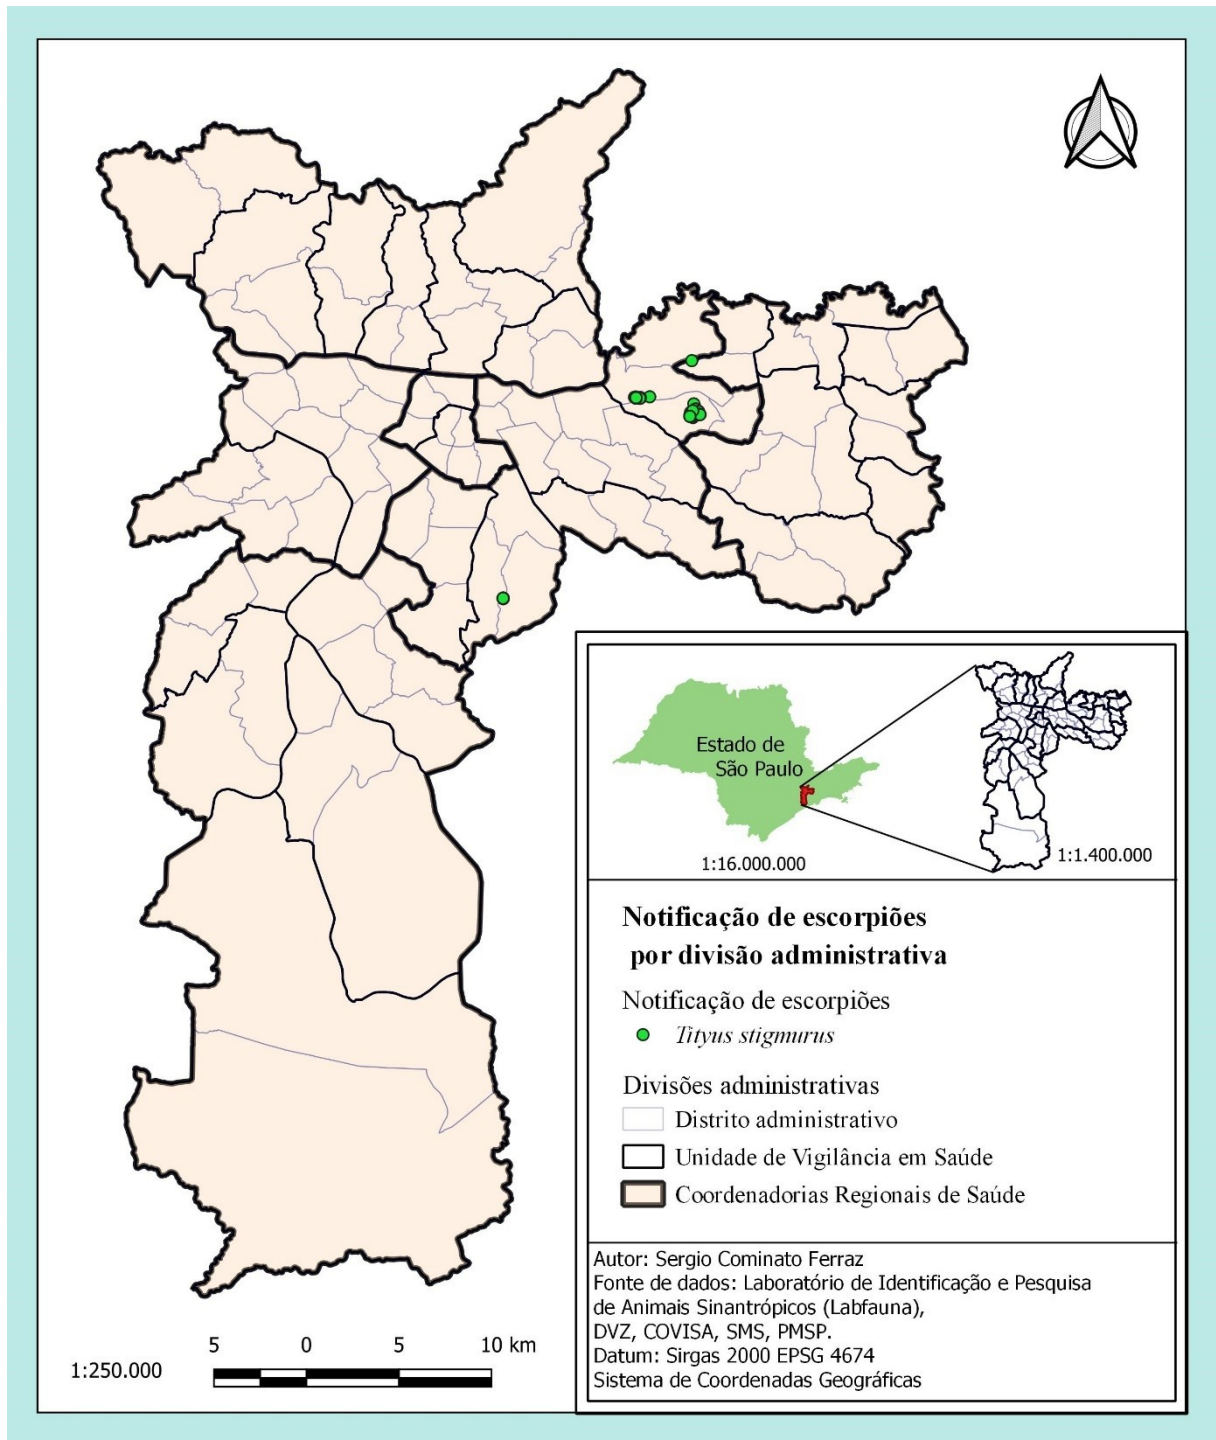 Estado de
São Paulo
1:16.000.000
1:1.400.000
Notificação de escorpiões
por divisão administrativa
Notificação de escorpiões
Tityus stigmurus
Divisões administrativas
Distrito administrativo
Unidade de Vigilância em Saúde
Coordenadorias Regionais de Saúde
Autor: Sergio Cominato Ferraz
Fonte de dados: Laboratório de Identificação e Pesquisa
de Animais Sinantrópicos (Labfauna),
DVZ, COVISA, SMS, PMSP.
Datum: Sirgas 2000 EPSG 4674
Sistema de Coordenadas Geográficas
5 0 5 10 km
1:250.000